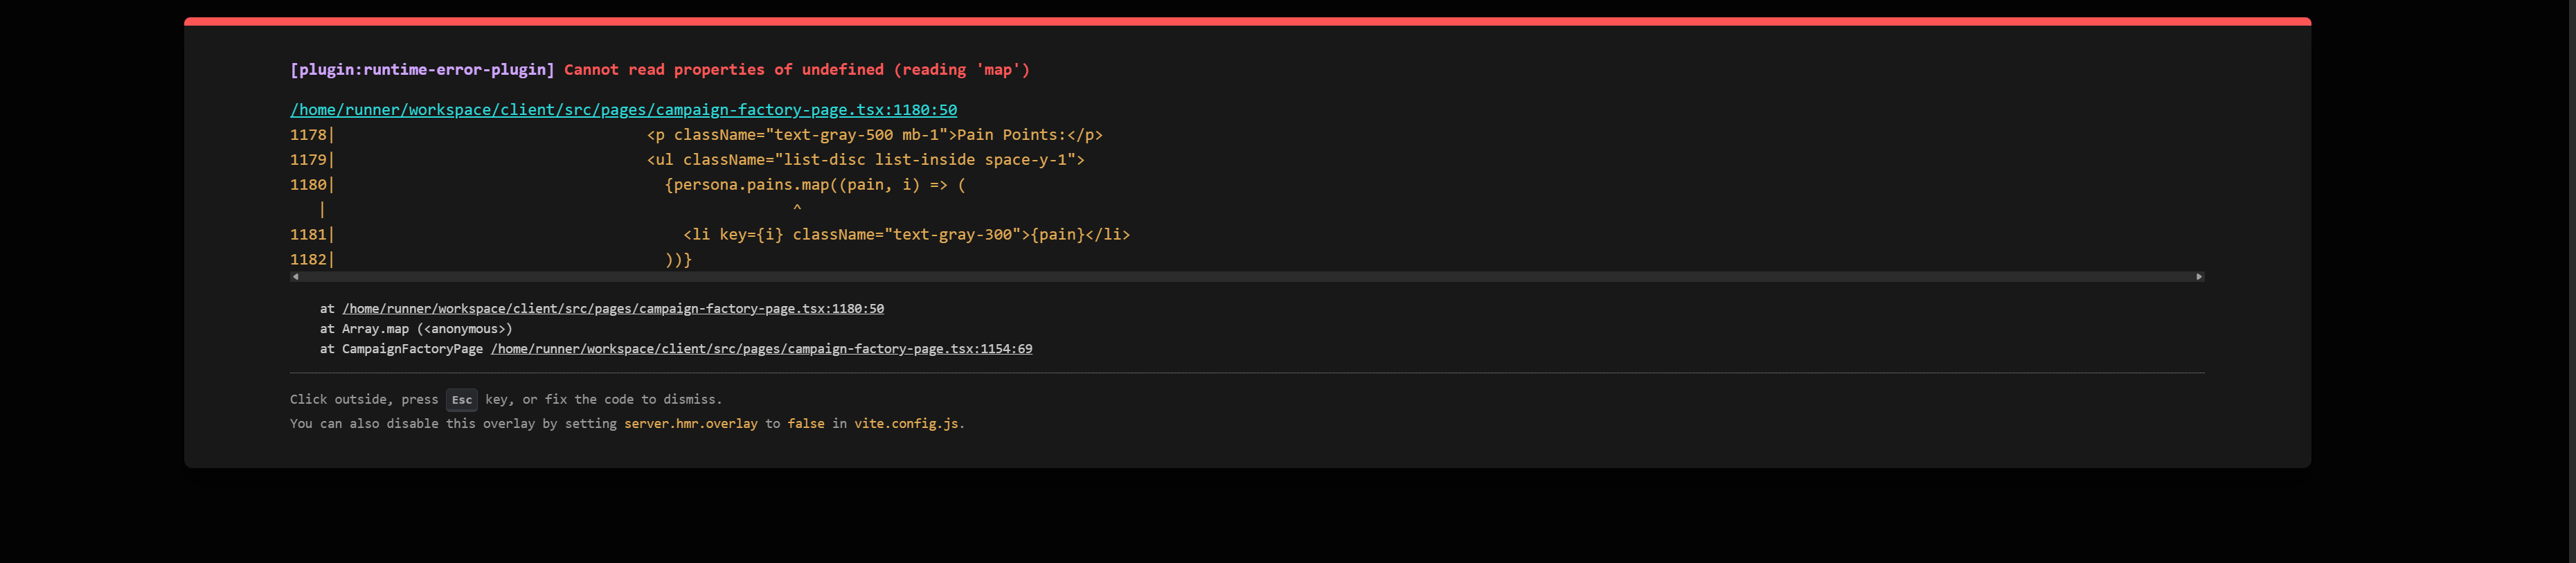 [plugin:runtime-error-plugin] Cannot read properties of undefined (reading 'map')
/home/runner/workspace/client/src/pages/campaign-factory-page.tsx:1180:50
1178|                                  <p className="text-gray-500 mb-1">Pain Points:</p>
1179|                                  <ul className="list-disc list-inside space-y-1">
1180|                                    {persona.pains.map((pain, i) => (
   |                                                   ^
1181|                                      <li key={i} className="text-gray-300">{pain}</li>
1182|                                    ))}
    at /home/runner/workspace/client/src/pages/campaign-factory-page.tsx:1180:50
    at Array.map (<anonymous>)
    at CampaignFactoryPage /home/runner/workspace/client/src/pages/campaign-factory-page.tsx:1154:69
Click outside, press Esc key, or fix the code to dismiss.
You can also disable this overlay by setting server.hmr.overlay to false in vite.config.js.